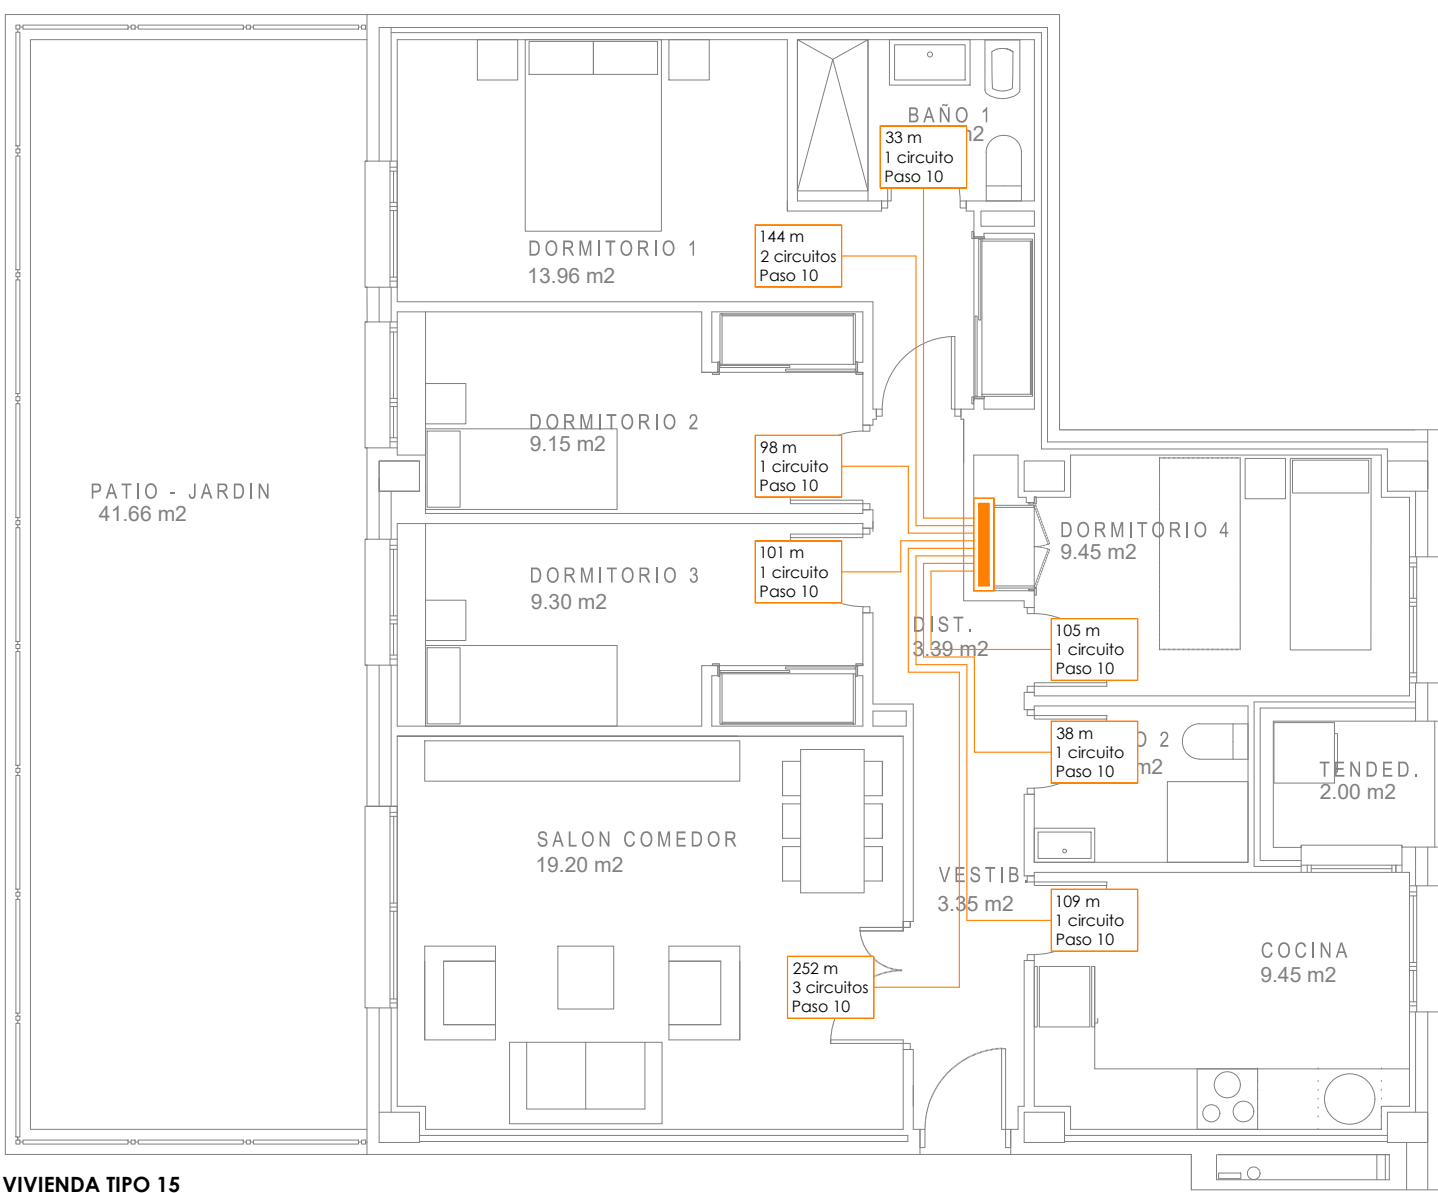 BAÑO 1
33 m
1 circuito
Paso 10
DORMITORIO 1
13.96 m2
144 m
2 circuitos
Paso 10
DORMITORIO 2
9.15 m2
98 m
1 circuito
Paso 10
PATIO - JARDIN
41.66 m2
DORMITORIO 3
9.30 m2
101 m
1 circuito
Paso 10
DORMITORIO 4
9.45 m2
DIST.
3.39 m2
105 m
1 circuito
Paso 10
38 m
1 circuito
Paso 10
2
m2
TENDED.
2.00 m2
SALON COMEDOR
19.20 m2
VESTIB.
3.35 m2
109 m
1 circuito
Paso 10
COCINA
9.45 m2
252 m
3 circuitos
Paso 10
VIVIENDA TIPO 15